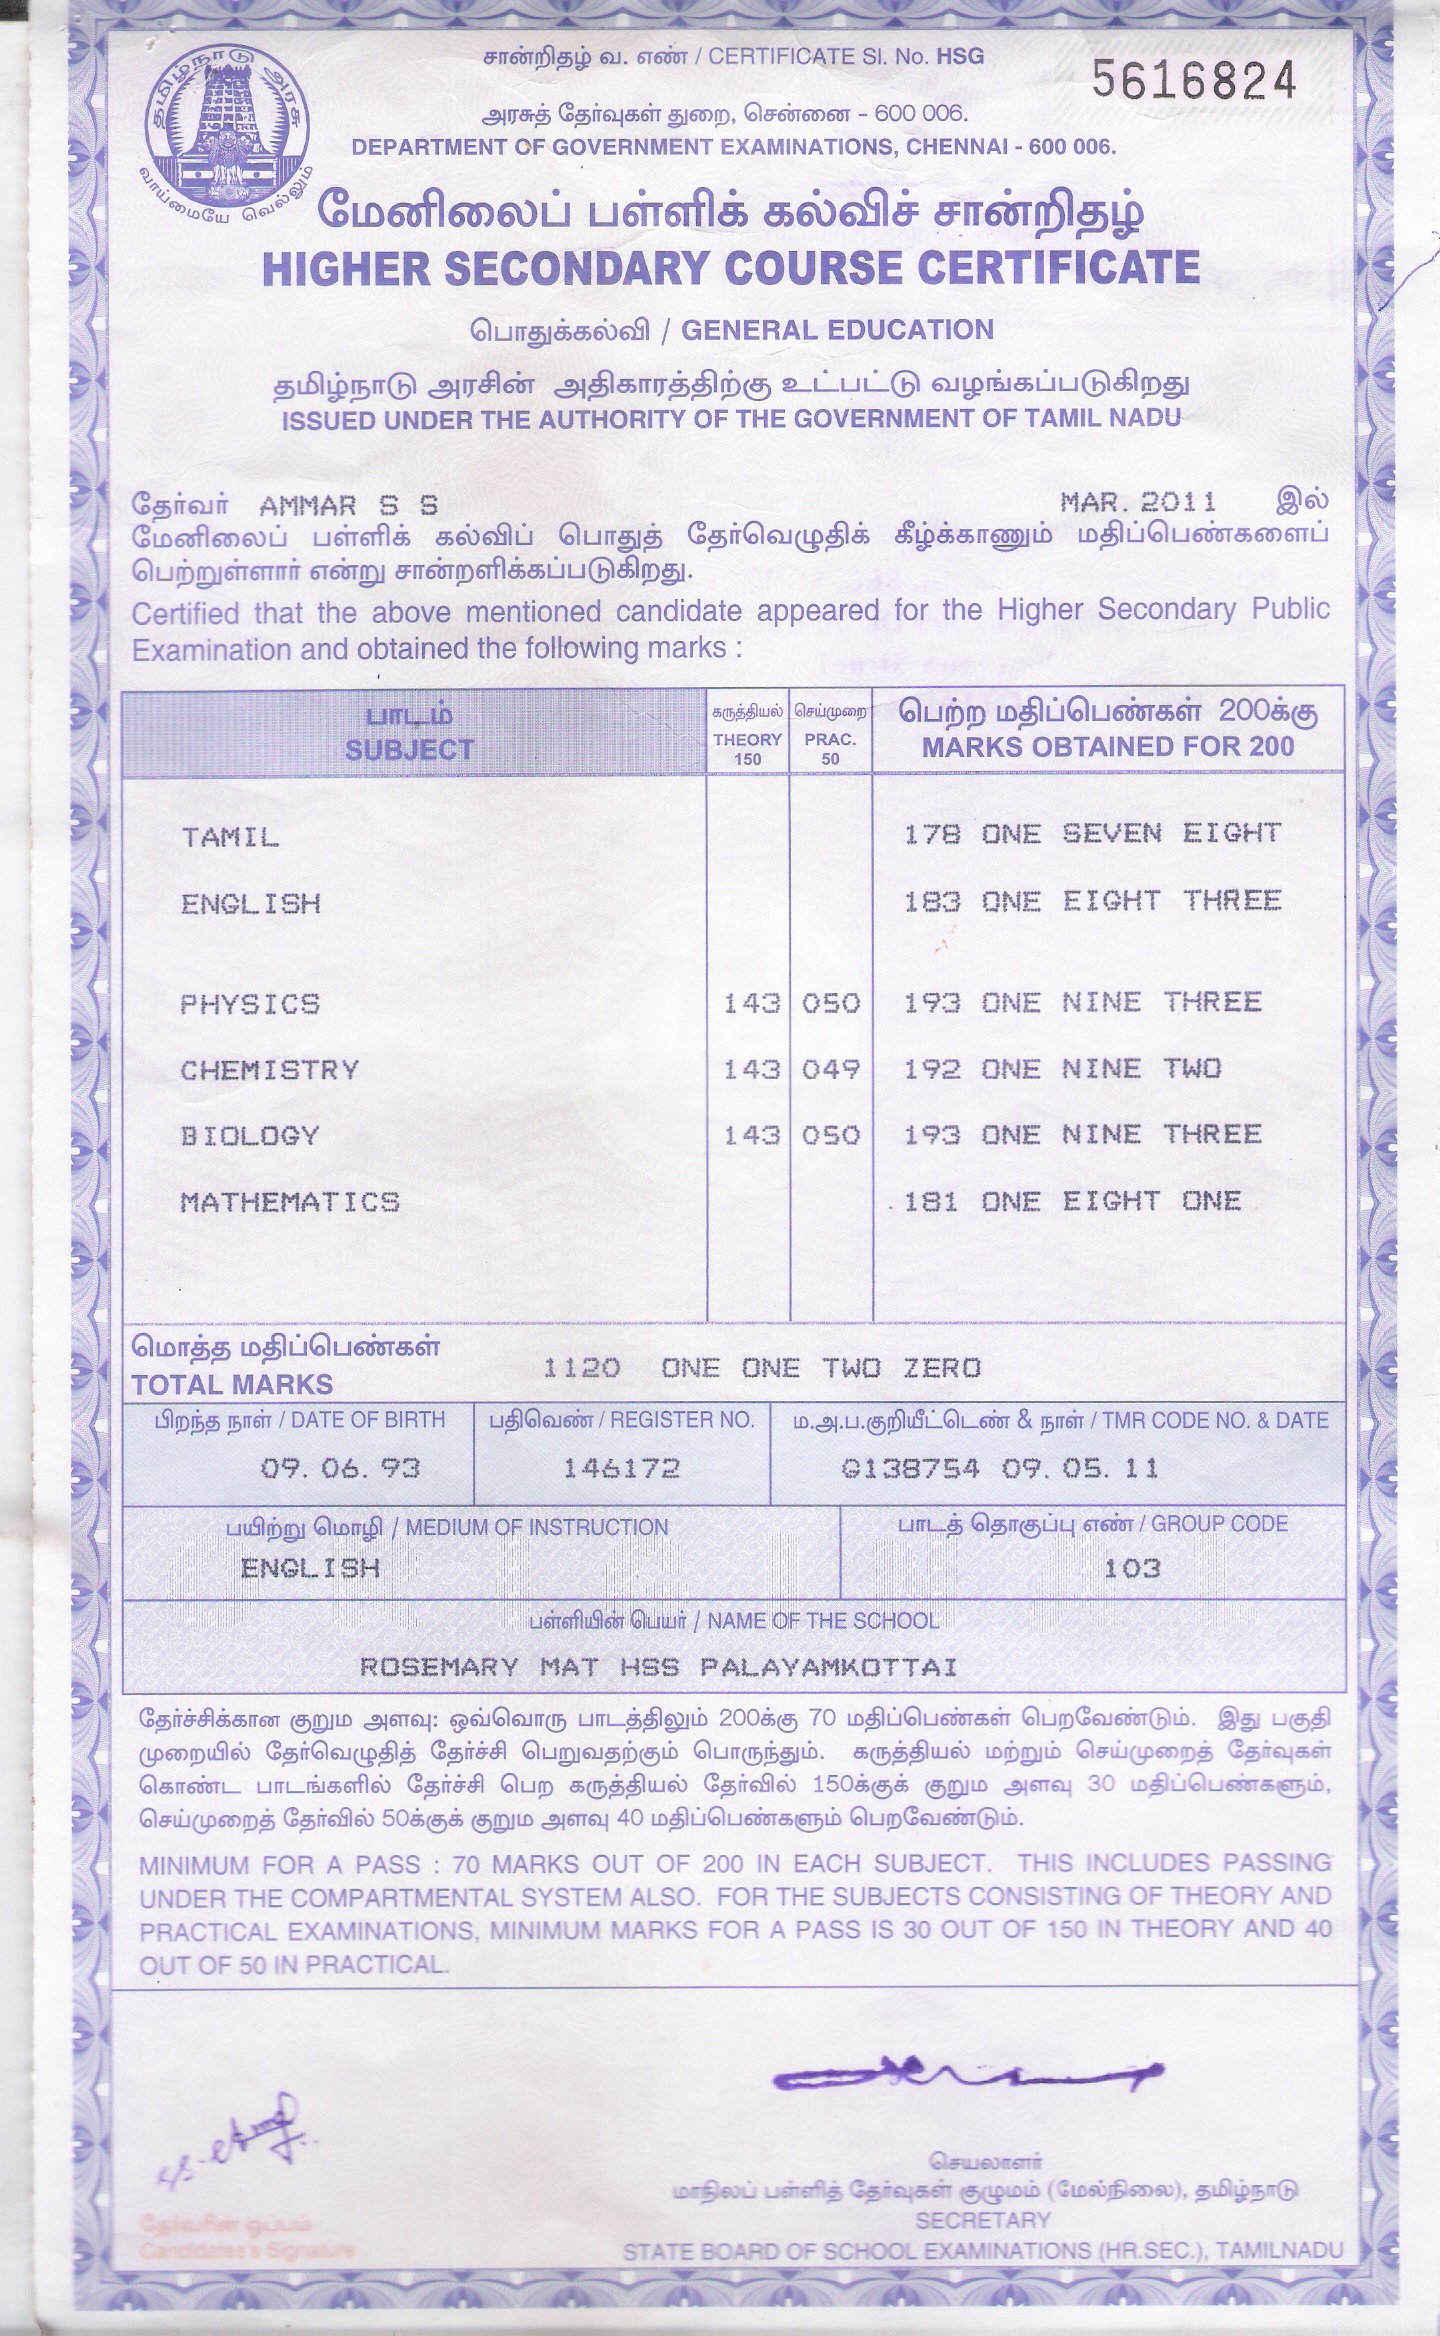 தமிழ்நாடு அரசு
வாய்மையே வெல்லும்
சான்றிதழ் வ. எண் / CERTIFICATE Sl. No. HSG
5616824
அரசுத் தேர்வுகள் துறை, சென்னை - 600 006.
DEPARTMENT OF GOVERNMENT EXAMINATIONS, CHENNAI - 600 006.
மேனிலைப் பள்ளிக் கல்விச் சான்றிதழ்
HIGHER SECONDARY COURSE CERTIFICATE
பொதுக்கல்வி / GENERAL EDUCATION
தமிழ்நாடு அரசின் அதிகாரத்திற்கு உட்பட்டு வழங்கப்படுகிறது
ISSUED UNDER THE AUTHORITY OF THE GOVERNMENT OF TAMIL NADU
தேர்வர் AMMAR S S MAR. 2011 இல்
மேனிலைப் பள்ளிக் கல்விப் பொதுத் தேர்வெழுதிக் கீழ்க்காணும் மதிப்பெண்களைப்
பெற்றுள்ளார் என்று சான்றளிக்கப்படுகிறது.
Certified that the above mentioned candidate appeared for the Higher Secondary Public
Examination and obtained the following marks :
பாடம் கருத்தியல் செய்முறை பெற்ற மதிப்பெண்கள் 200க்கு
SUBJECT THEORY PRAC. MARKS OBTAINED FOR 200
150 50
TAMIL 178 ONE SEVEN EIGHT
ENGLISH 183 ONE EIGHT THREE
PHYSICS 143 050 193 ONE NINE THREE
CHEMISTRY 143 049 192 ONE NINE TWO
BIOLOGY 143 050 193 ONE NINE THREE
MATHEMATICS 181 ONE EIGHT ONE
மொத்த மதிப்பெண்கள்
TOTAL MARKS 1120 ONE ONE TWO ZERO
பிறந்த நாள் / DATE OF BIRTH பதிவெண் / REGISTER NO. ம.அ.ப.குறியீட்டெண் & நாள் / TMR CODE NO. & DATE
09. 06. 93 146172 G138754 09. 05. 11
பயிற்று மொழி / MEDIUM OF INSTRUCTION பாடத் தொகுப்பு எண் / GROUP CODE
ENGLISH 103
பள்ளியின் பெயர் / NAME OF THE SCHOOL
ROSEMARY MAT HSS PALAYAMKOTTAI
தேர்ச்சிக்கான குறும அளவு: ஒவ்வொரு பாடத்திலும் 200க்கு 70 மதிப்பெண்கள் பெறவேண்டும். இது பகுதி
முறையில் தேர்வெழுதித் தேர்ச்சி பெறுவதற்கும் பொருந்தும். கருத்தியல் மற்றும் செய்முறைத் தேர்வுகள்
கொண்ட பாடங்களில் தேர்ச்சி பெற கருத்தியல் தேர்வில் 150க்குக் குறும அளவு 30 மதிப்பெண்களும்,
செய்முறைத் தேர்வில் 50க்குக் குறும அளவு 40 மதிப்பெண்களும் பெறவேண்டும்.
MINIMUM FOR A PASS : 70 MARKS OUT OF 200 IN EACH SUBJECT. THIS INCLUDES PASSING
UNDER THE COMPARTMENTAL SYSTEM ALSO. FOR THE SUBJECTS CONSISTING OF THEORY AND
PRACTICAL EXAMINATIONS, MINIMUM MARKS FOR A PASS IS 30 OUT OF 150 IN THEORY AND 40
OUT OF 50 IN PRACTICAL.
செயலாளர்
மாநிலப் பள்ளித் தேர்வுகள் குழுமம் (மேல்நிலை), தமிழ்நாடு
தேர்வரின் ஒப்பம் SECRETARY
Candidates's Signature STATE BOARD OF SCHOOL EXAMINATIONS (HR.SEC.), TAMILNADU